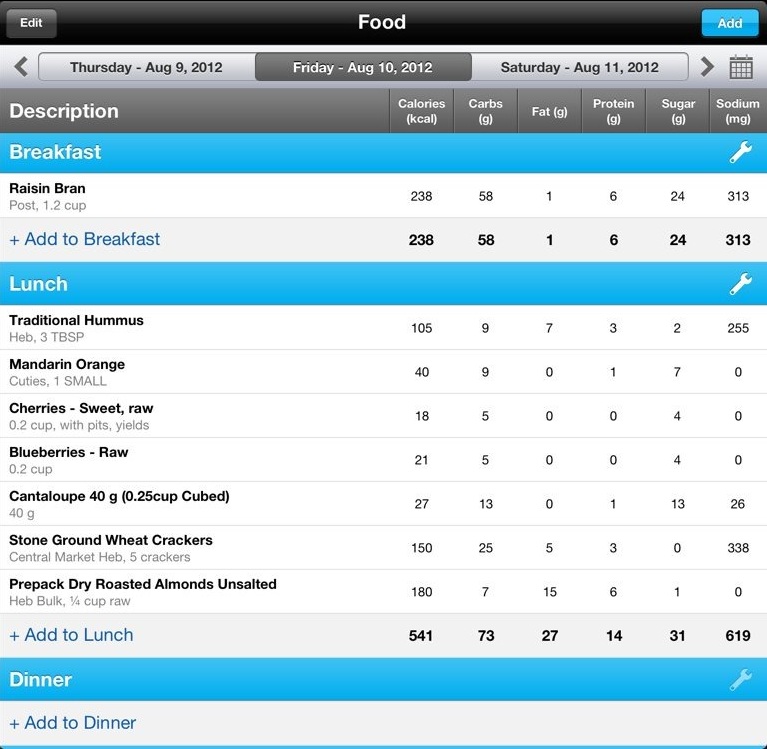 Edit Food Add
Thursday - Aug 9, 2012 Friday - Aug 10, 2012 Saturday - Aug 11, 2012
Description Calories (kcal) Carbs (g) Fat (g) Protein (g) Sugar (g) Sodium (mg)
Breakfast
Raisin Bran 238 58 1 6 24 313
Post, 1.2 cup
+ Add to Breakfast 238 58 1 6 24 313
Lunch
Traditional Hummus 105 9 7 3 2 255
Heb, 3 TBSP
Mandarin Orange 40 9 0 1 7 0
Cuties, 1 SMALL
Cherries - Sweet, raw 18 5 0 0 4 0
0.2 cup, with pits, yields
Blueberries - Raw 21 5 0 0 4 0
0.2 cup
Cantaloupe 40 g (0.25cup Cubed) 27 13 0 1 13 26
40 g
Stone Ground Wheat Crackers 150 25 5 3 0 338
Central Market Heb, 5 crackers
Prepack Dry Roasted Almonds Unsalted 180 7 15 6 1 0
Heb Bulk, ¼ cup raw
+ Add to Lunch 541 73 27 14 31 619
Dinner
+ Add to Dinner